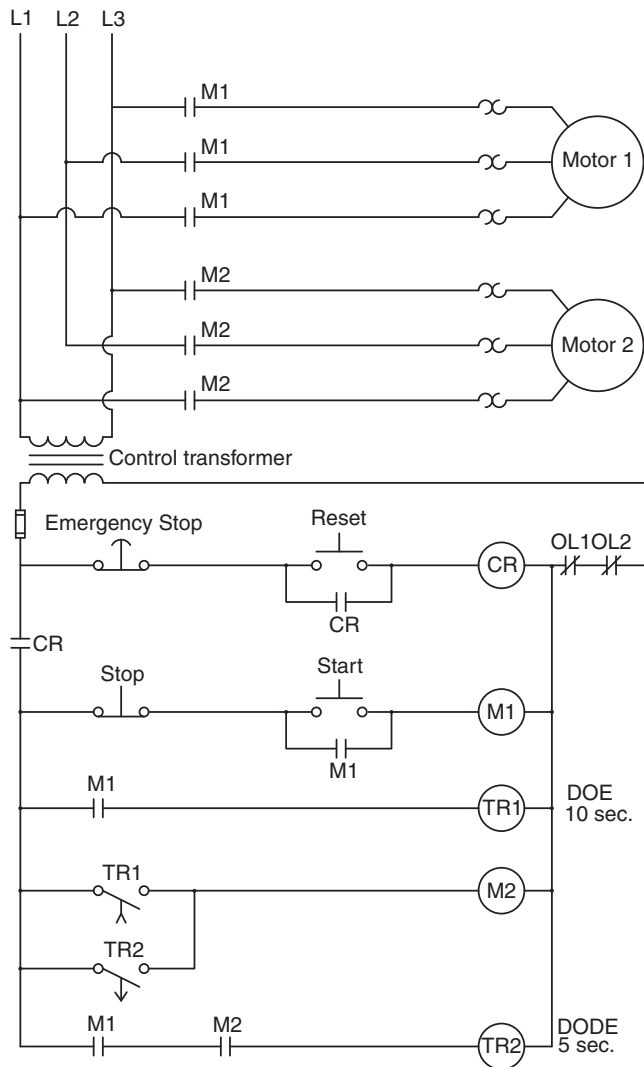 L1 L2 L3
M1
M1
Motor 1
M1
M2
M2
Motor 2
M2
Control transformer
Emergency Stop
Reset
OL1OL2
CR
CR
CR
Stop
Start
M1
M1
M1
TR1
DOE
10 sec.
TR1
M2
TR2
M1
M2
TR2
DODE
5 sec.